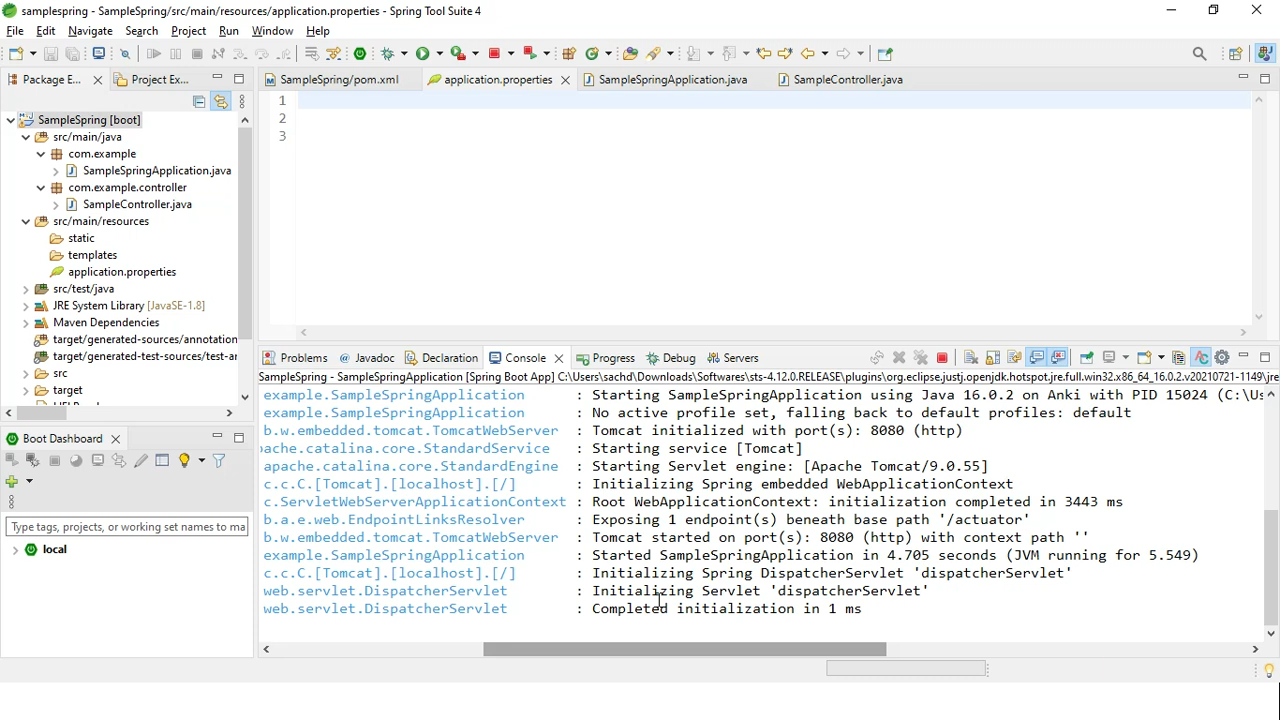 samplespring - SampleSpring/src/main/resources/application.properties - Spring Tool Suite 4
File Edit Navigate Search Project Run Window Help
Package E... Project Ex...
SampleSpring/pom.xml application.properties SampleSpringApplication.java SampleController.java
1
2
3
SampleSpring [boot]
src/main/java
com.example
SampleSpringApplication.java
com.example.controller
SampleController.java
src/main/resources
static
templates
application.properties
src/test/java
JRE System Library [JavaSE-1.8]
Maven Dependencies
target/generated-sources/annotation
target/generated-test-sources/test-ar
src
target
Boot Dashboard
Type tags, projects, or working set names to ma
local
Problems Javadoc Declaration Console Progress Debug Servers
SampleSpring - SampleSpringApplication [Spring Boot App] C:\Users\sachd\Downloads\Softwares\sts-4.12.0.RELEASE\plugins\org.eclipse.justj.openjdk.hotspot.jre.full.win32.x86_64_16.0.2.v20210721-1149\jre
example.SampleSpringApplication : Starting SampleSpringApplication using Java 16.0.2 on Anki with PID 15024 (C:\Us
example.SampleSpringApplication : No active profile set, falling back to default profiles: default
b.w.embedded.tomcat.TomcatWebServer : Tomcat initialized with port(s): 8080 (http)
pache.catalina.core.StandardService : Starting service [Tomcat]
apache.catalina.core.StandardEngine : Starting Servlet engine: [Apache Tomcat/9.0.55]
c.c.C.[Tomcat].[localhost].[/] : Initializing Spring embedded WebApplicationContext
c.ServletWebServerApplicationContext : Root WebApplicationContext: initialization completed in 3443 ms
b.a.e.web.EndpointLinksResolver : Exposing 1 endpoint(s) beneath base path '/actuator'
b.w.embedded.tomcat.TomcatWebServer : Tomcat started on port(s): 8080 (http) with context path ''
example.SampleSpringApplication : Started SampleSpringApplication in 4.705 seconds (JVM running for 5.549)
c.c.C.[Tomcat].[localhost].[/] : Initializing Spring DispatcherServlet 'dispatcherServlet'
web.servlet.DispatcherServlet : Initializing Servlet 'dispatcherServlet'
web.servlet.DispatcherServlet : Completed initialization in 1 ms